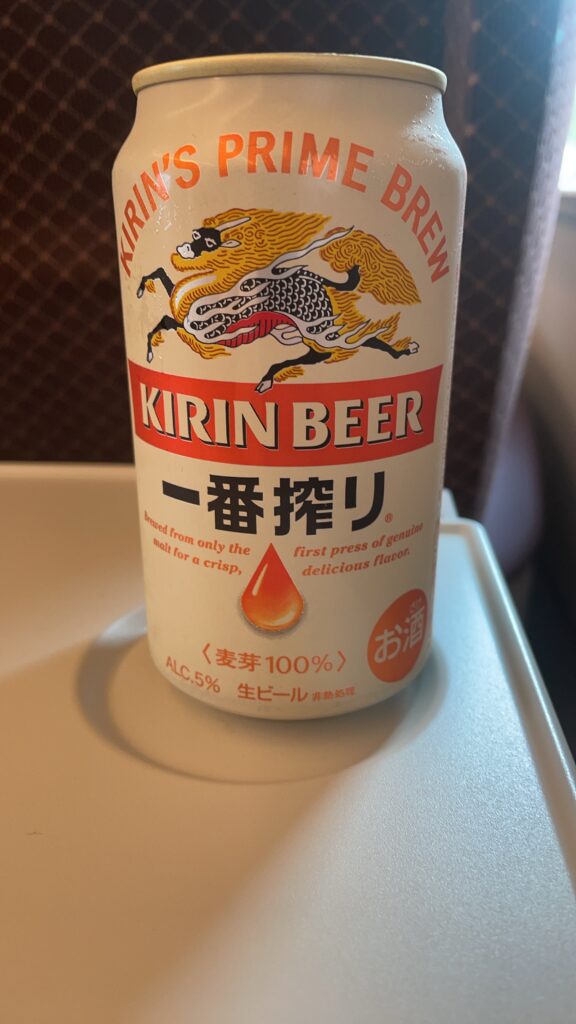 KIRIN'S PRIME BREW
KIRIN BEER
一番搾り®
Brewed from only the first press of genuine
malt for a crisp, delicious flavor.
〈麦芽100%〉
お酒
ALC.5% 生ビール 非熱処理